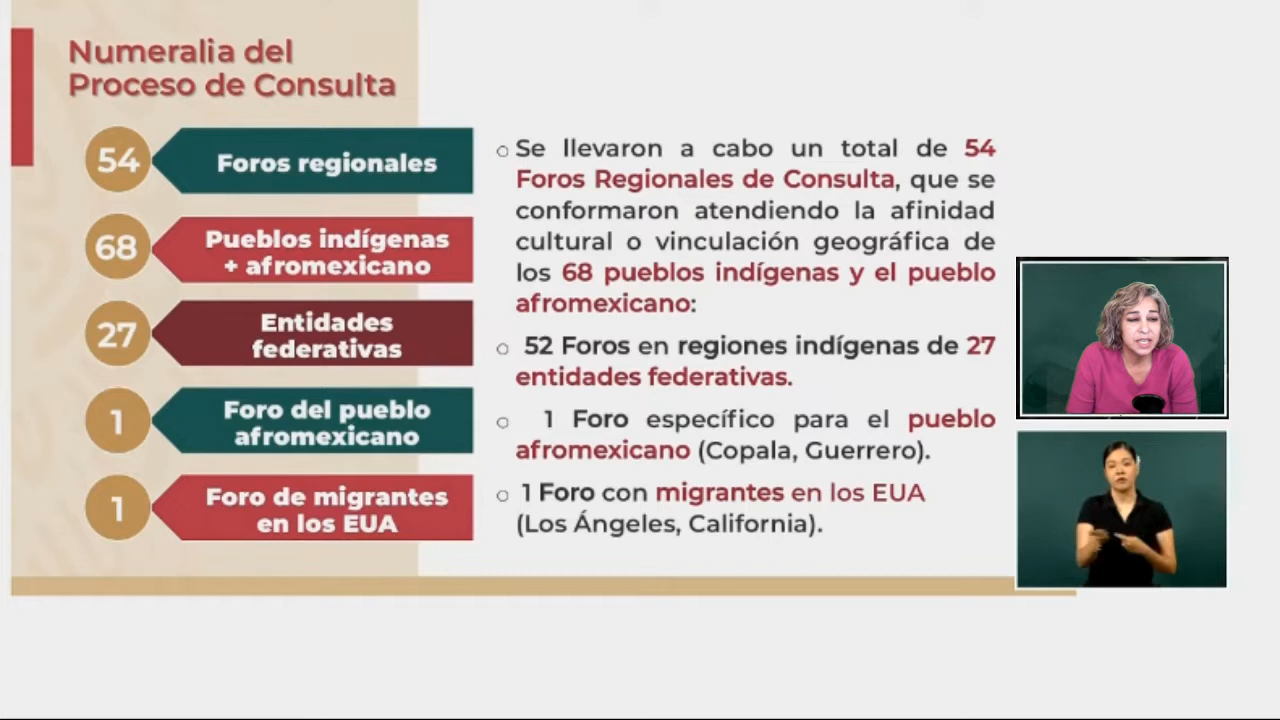 Numeralia del
Proceso de Consulta
54
Foros regionales
68
Pueblos indígenas
+ afromexicano
27
Entidades
federativas
1
Foro del pueblo
afromexicano
1
Foro de migrantes
en los EUA
Se llevaron a cabo un total de 54
Foros Regionales de Consulta, que se
conformaron atendiendo la afinidad
cultural o vinculación geográfica de
los 68 pueblos indígenas y el pueblo
afromexicano:
52 Foros en regiones indígenas de 27
entidades federativas.
1 Foro específico para el pueblo
afromexicano (Copala, Guerrero).
1 Foro con migrantes en los EUA
(Los Ángeles, California).